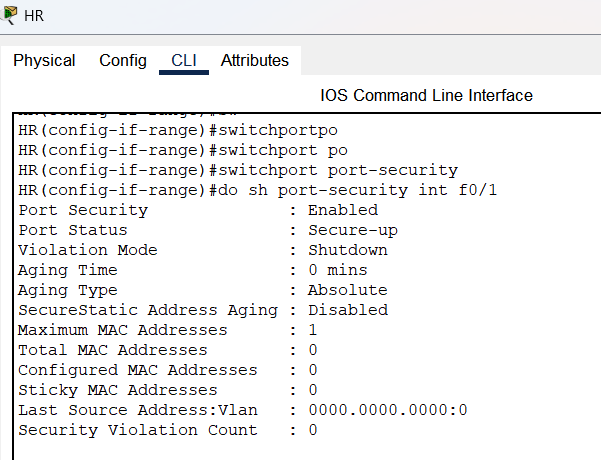 HR
Physical Config CLI Attributes
IOS Command Line Interface
HR(config-if-range)#switchportpo
HR(config-if-range)#switchport po
HR(config-if-range)#switchport port-security
HR(config-if-range)#do sh port-security int f0/1
Port Security : Enabled
Port Status : Secure-up
Violation Mode : Shutdown
Aging Time : 0 mins
Aging Type : Absolute
SecureStatic Address Aging : Disabled
Maximum MAC Addresses : 1
Total MAC Addresses : 0
Configured MAC Addresses : 0
Sticky MAC Addresses : 0
Last Source Address:Vlan : 0000.0000.0000:0
Security Violation Count : 0